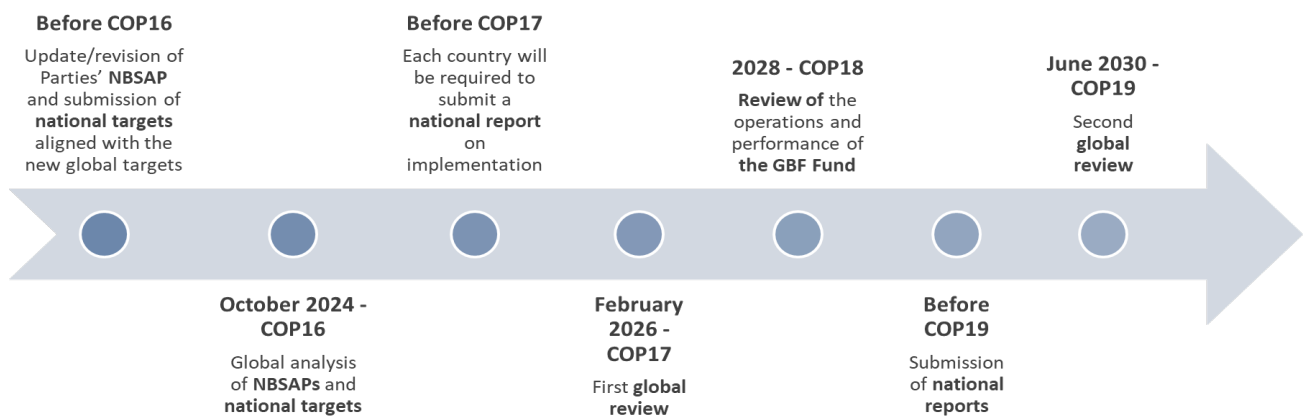 Before COP16
Update/revision of
Parties’ NBSAP
and submission of
national targets
aligned with the
new global targets
October 2024 -
COP16
Global analysis
of NBSAPs and
national targets
Before COP17
Each country will
be required to
submit a
national report
on
implementation
February
2026 -
COP17
First global
review
2028 - COP18
Review of the
operations and
performance of
the GBF Fund
Before
COP19
Submission
of national
reports
June 2030 -
COP19
Second
global
review